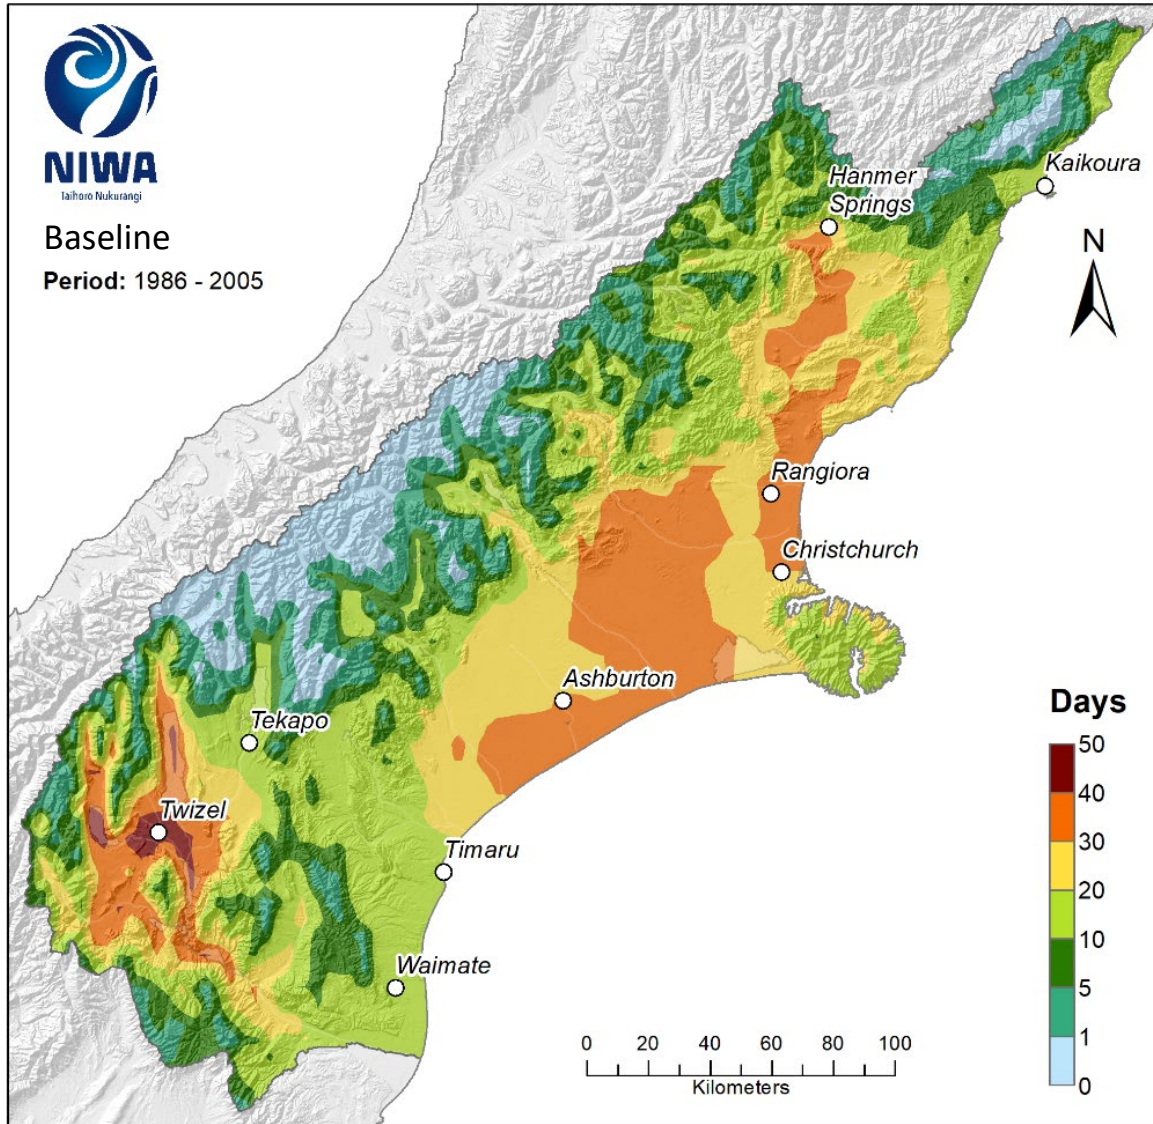 NIWA
Taihoro Nukurangi
Baseline
Period: 1986 - 2005
Hanmer
Springs
Kaikoura
N
Rangiora
Christchurch
Ashburton
Tekapo
Twizel
Timaru
Waimate
Days
50
40
30
20
10
5
1
0
0 20 40 60 80 100
Kilometers